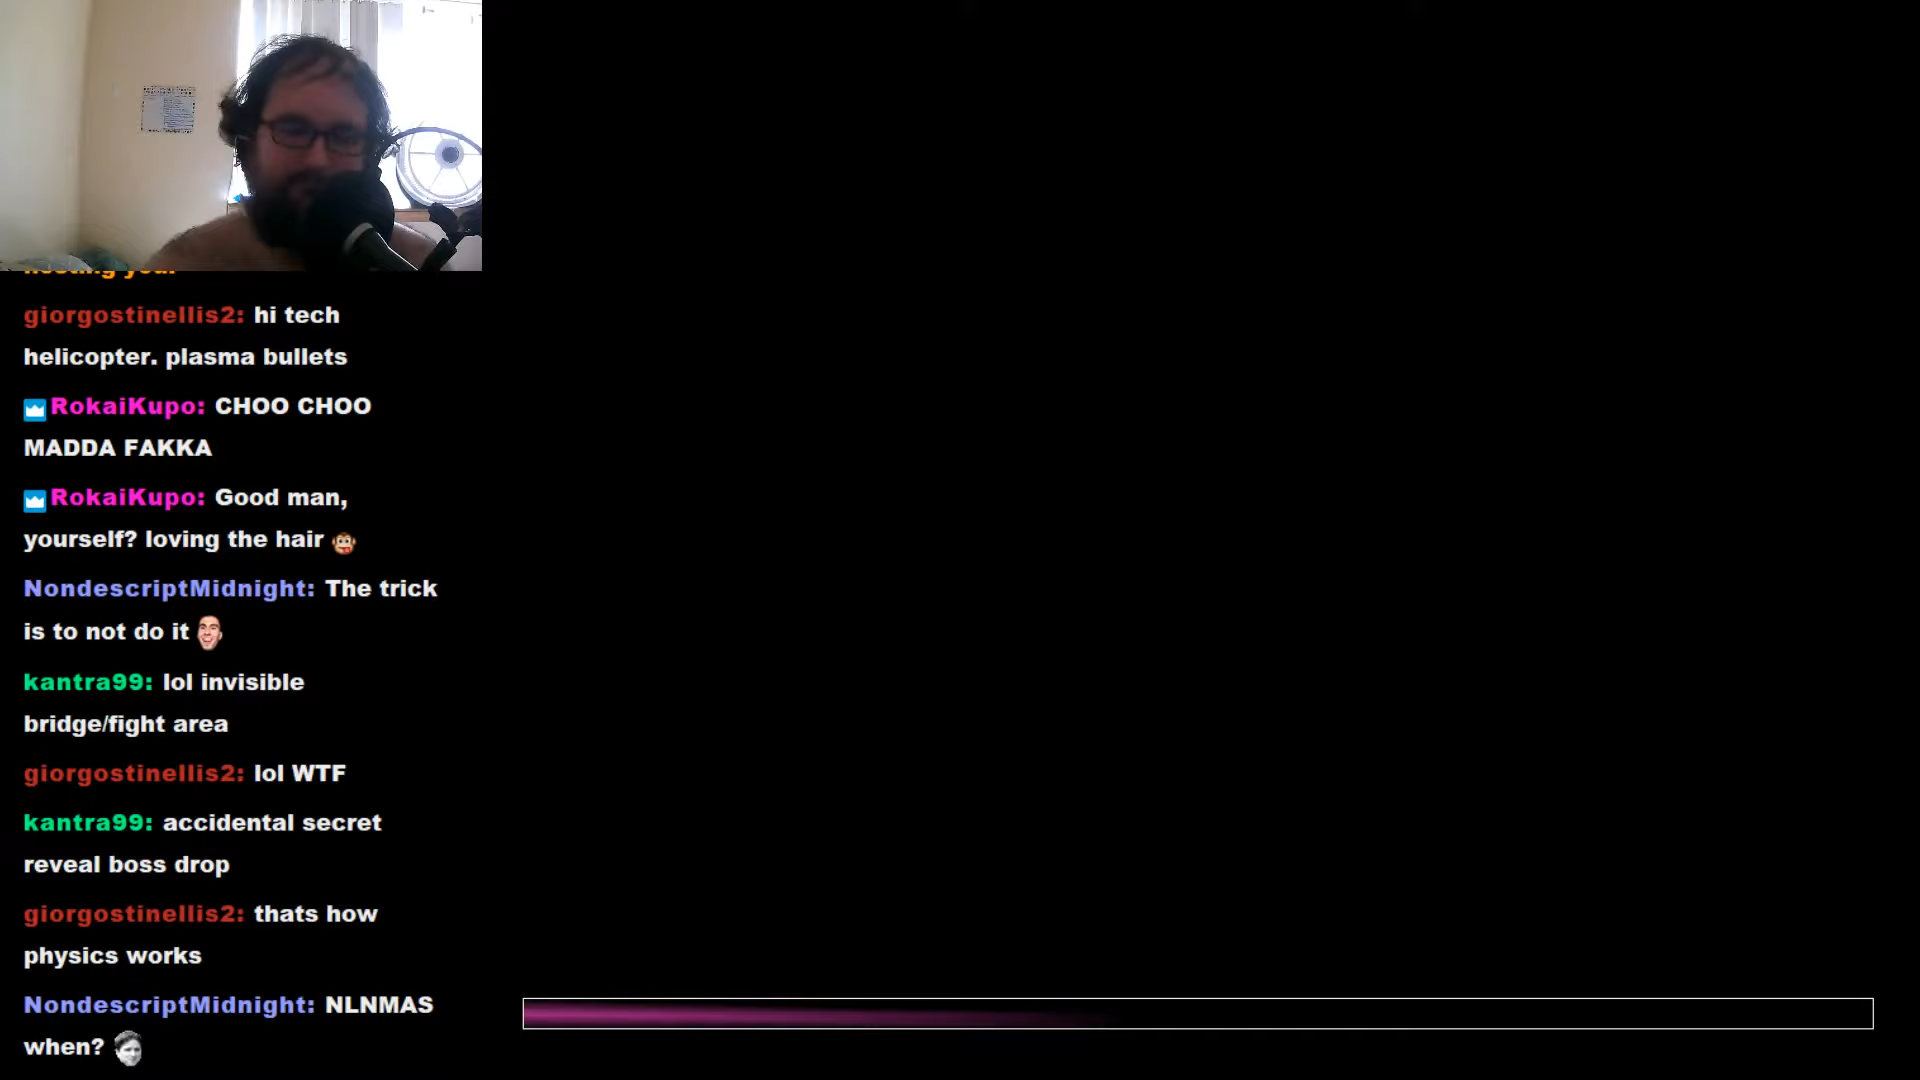 giorgostinellis2: hi tech
helicopter. plasma bullets
RokaiKupo: CHOO CHOO
MADDA FAKKA
RokaiKupo: Good man,
yourself? loving the hair
NondescriptMidnight: The trick
is to not do it
kantra99: lol invisible
bridge/fight area
giorgostinellis2: lol WTF
kantra99: accidental secret
reveal boss drop
giorgostinellis2: thats how
physics works
NondescriptMidnight: NLNMAS
when?